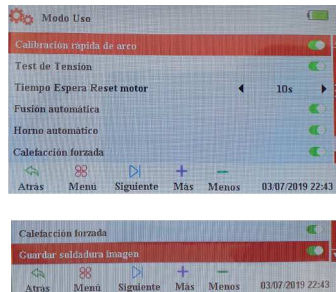 Modo Uso
Calibración rápida de arco
Test de Tensión
Tiempo Espera Reset motor 10s
Fusión automática
Horno automático
Calefacción forzada
Atrás Menú Siguiente Más Menos 03/07/2019 22:43
Calefacción forzada
Guardar soldadura imagen
Atrás Menú Siguiente Más Menos 03/07/2019 22:43